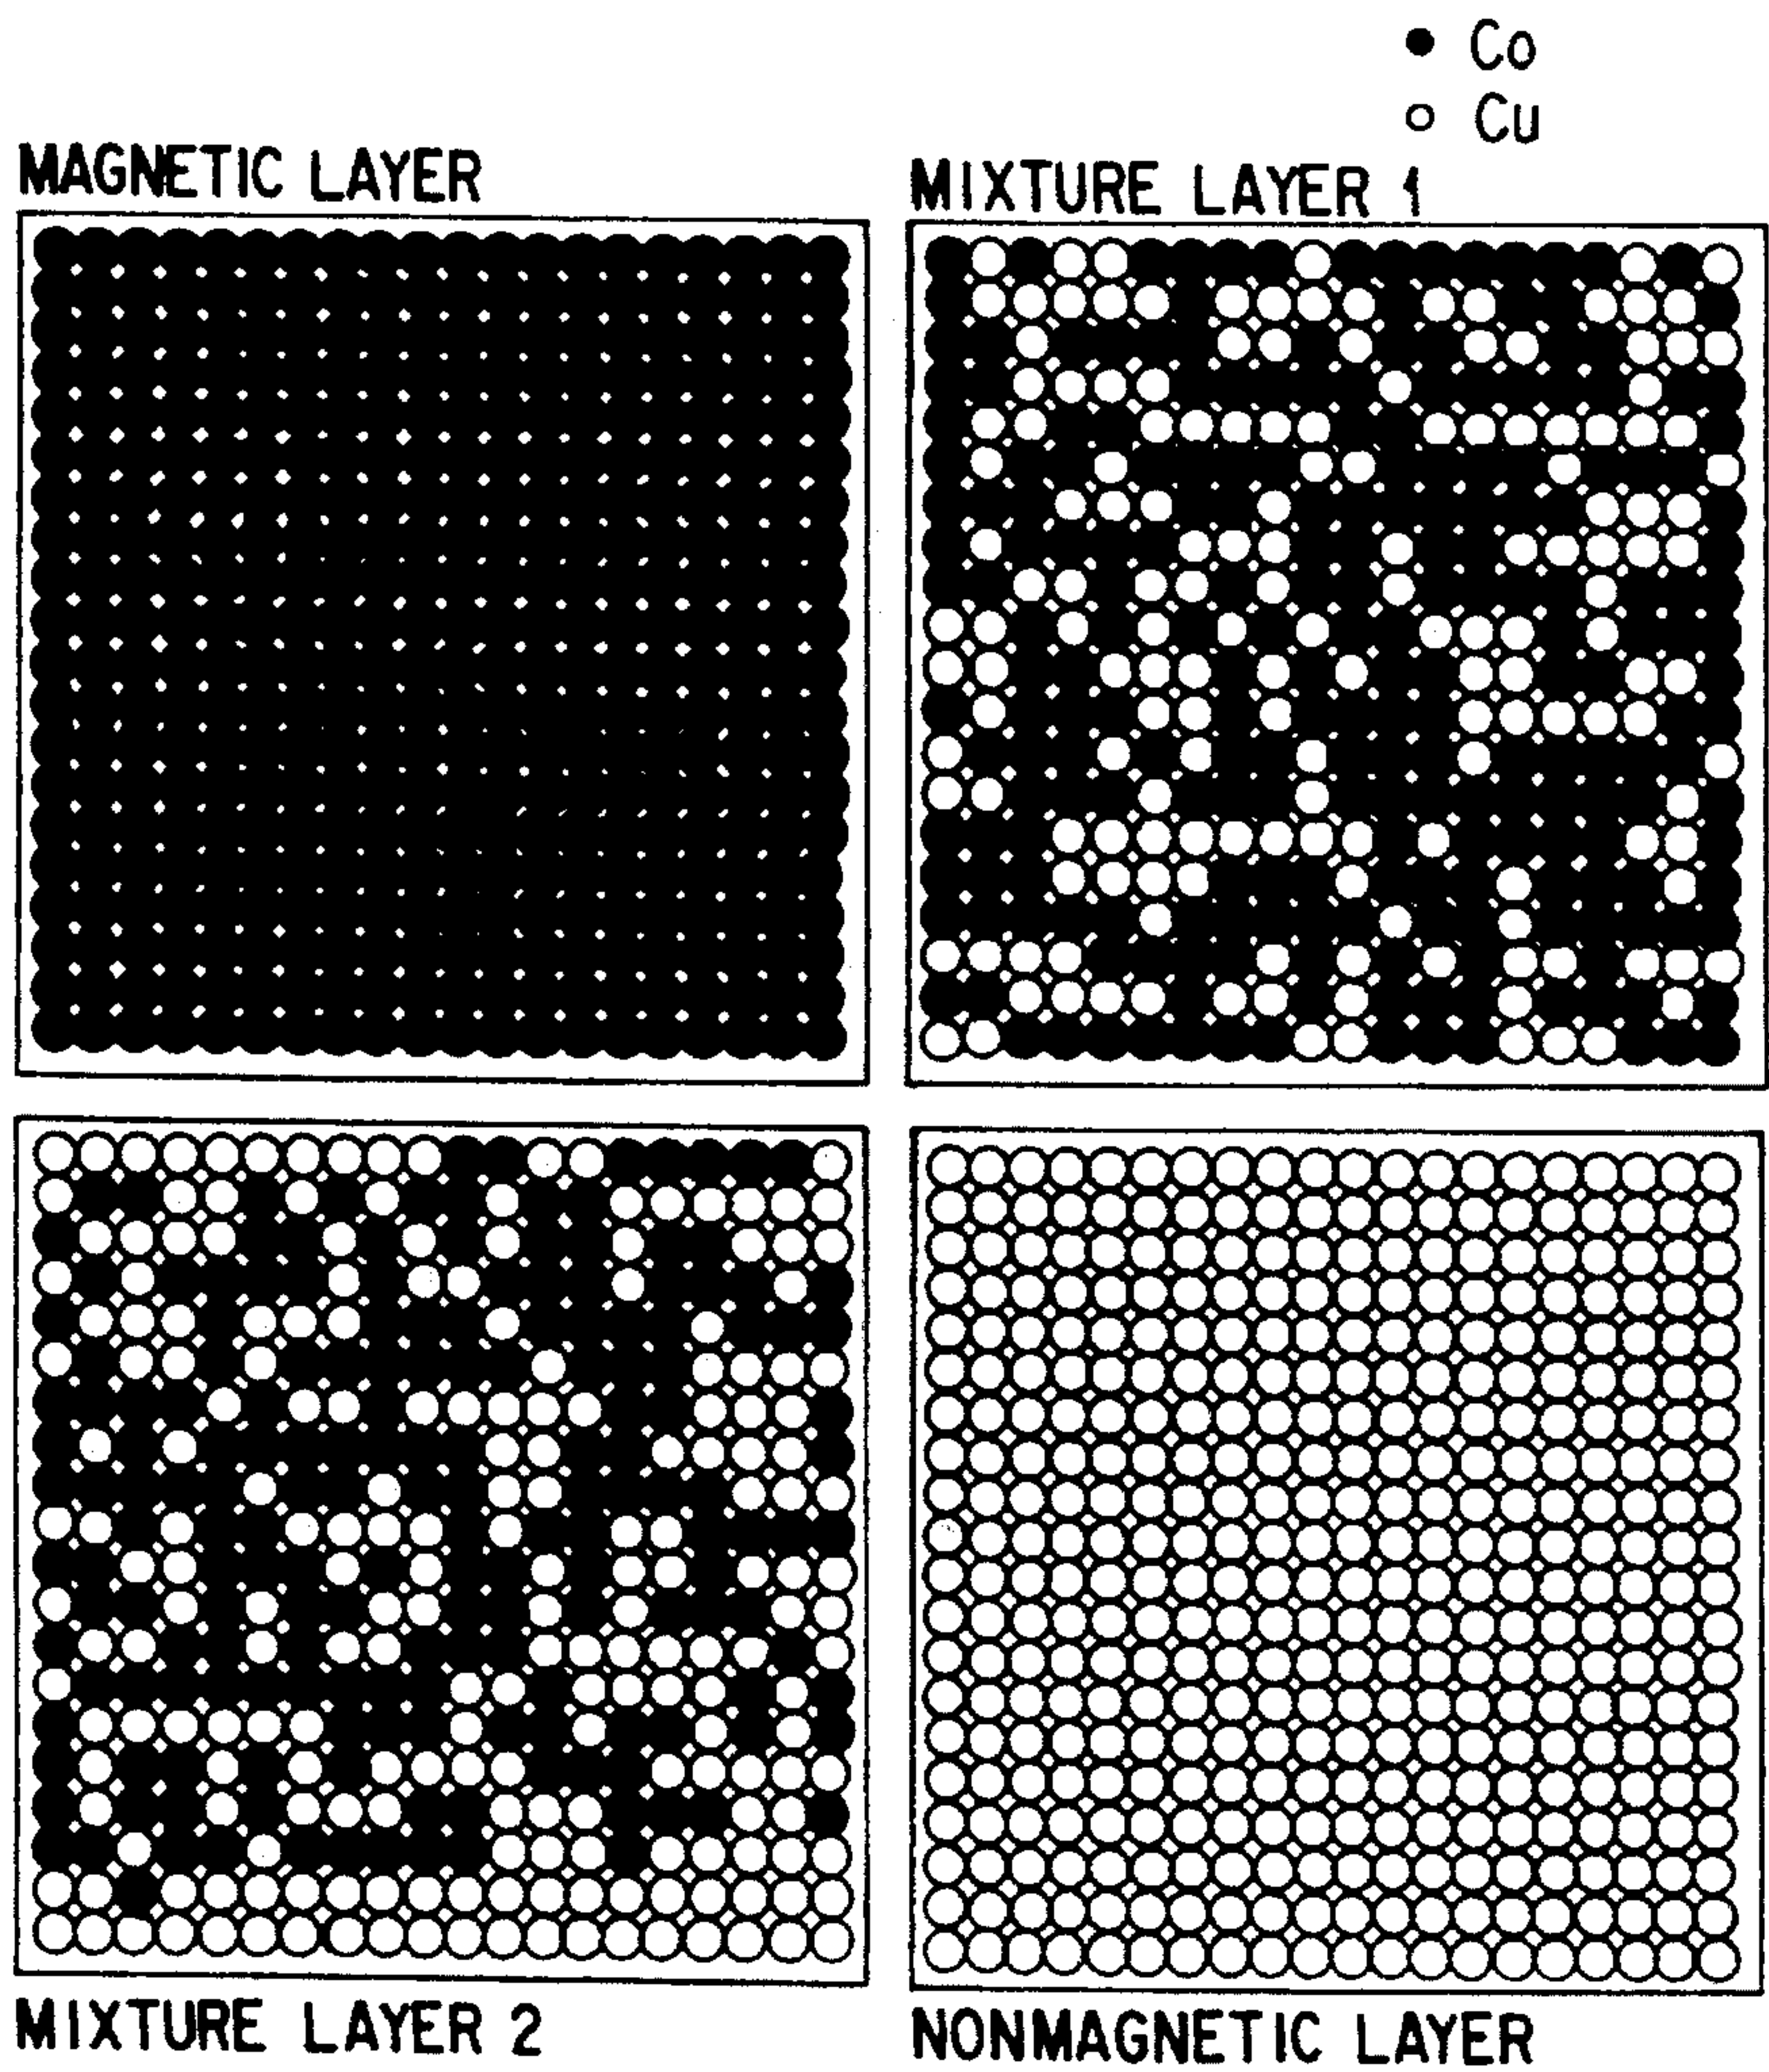 Co
Cu
MAGNETIC LAYER
MIXTURE LAYER 1
MIXTURE LAYER 2
NONMAGNETIC LAYER